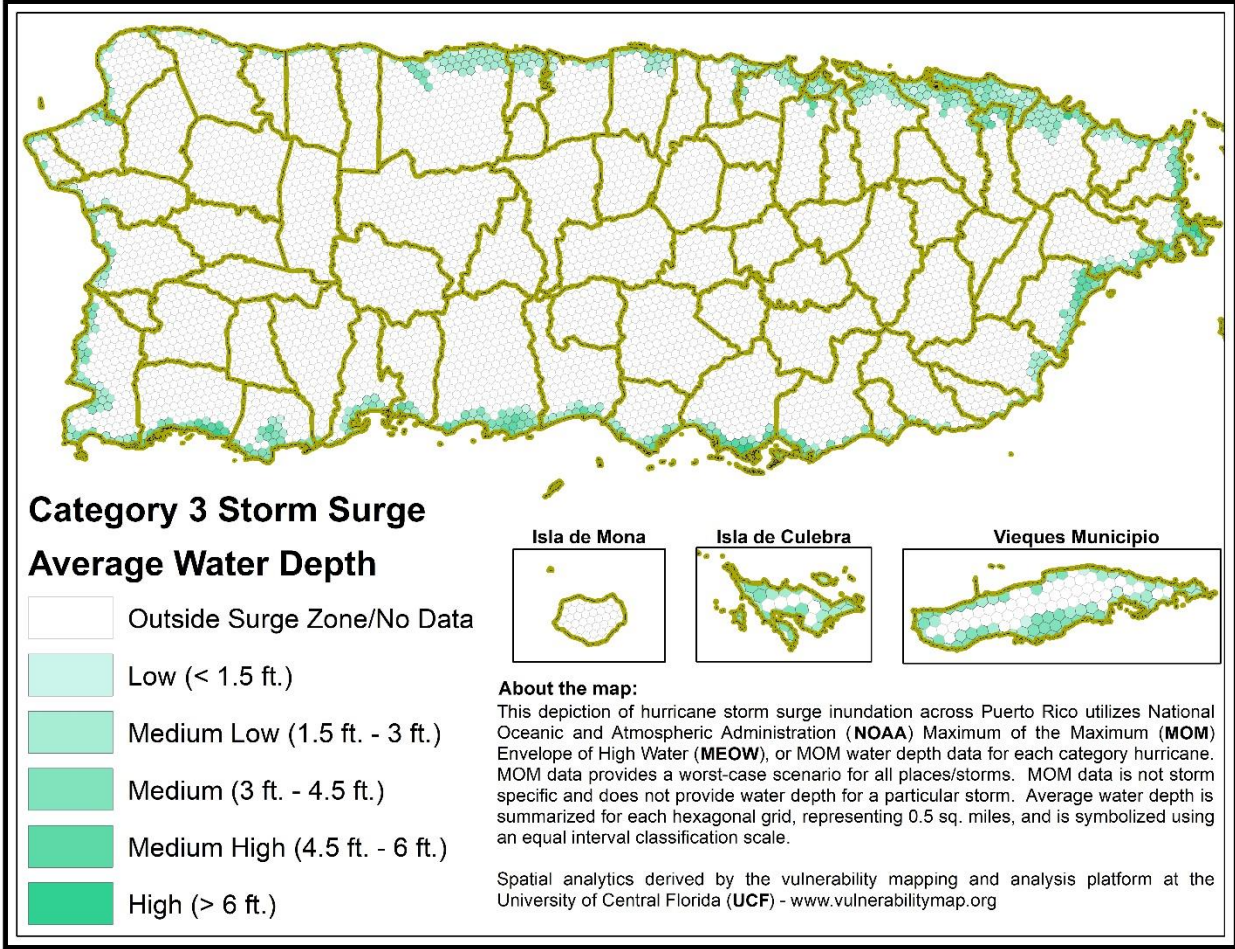 Category 3 Storm Surge
Average Water Depth
Outside Surge Zone/No Data
Low (< 1.5 ft.)
Medium Low (1.5 ft. - 3 ft.)
Medium (3 ft. - 4.5 ft.)
Medium High (4.5 ft. - 6 ft.)
High (> 6 ft.)
Isla de Mona
Isla de Culebra
Vieques Municipio
About the map:
This depiction of hurricane storm surge inundation across Puerto Rico utilizes National
Oceanic and Atmospheric Administration (NOAA) Maximum of the Maximum (MOM)
Envelope of High Water (MEOW), or MOM water depth data for each category hurricane.
MOM data provides a worst-case scenario for all places/storms. MOM data is not storm
specific and does not provide water depth for a particular storm. Average water depth is
summarized for each hexagonal grid, representing 0.5 sq. miles, and is symbolized using
an equal interval classification scale.
Spatial analytics derived by the vulnerability mapping and analysis platform at the
University of Central Florida (UCF) - www.vulnerabilitymap.org